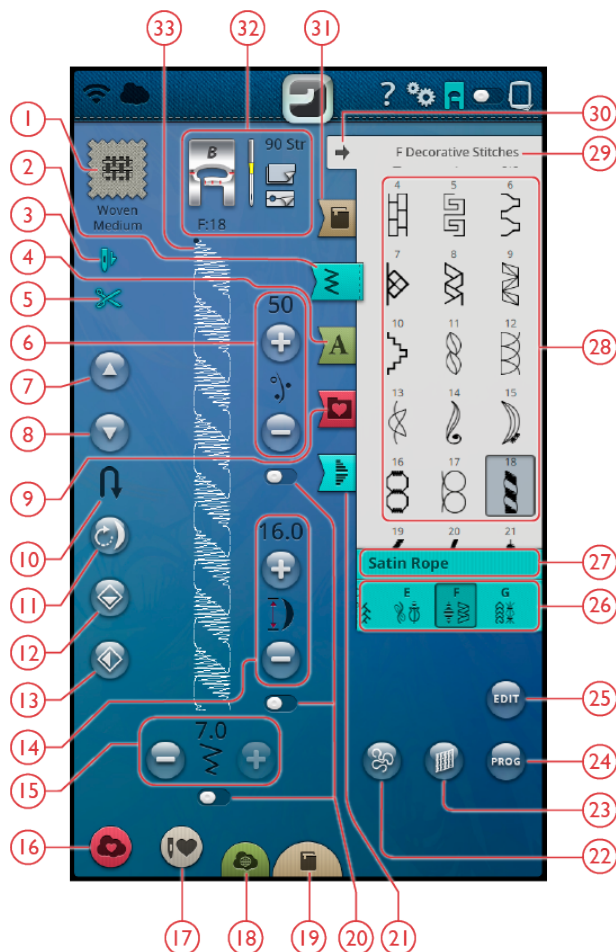 33
32
31
1
?
30
2
B
90 Str
F Decorative Stitches
29
3
Woven
Medium
F:18
4 5 6
4
5
50
7 8 9
6
A
10 11 12
28
7
13 14 15
8
9
16 17 18
10
16.0
19 20 21
11
Satin Rope
27
12
E F G
26
13
14
EDIT
25
7.0
15
PROG
24
23
22
16
17
18
19
20
21